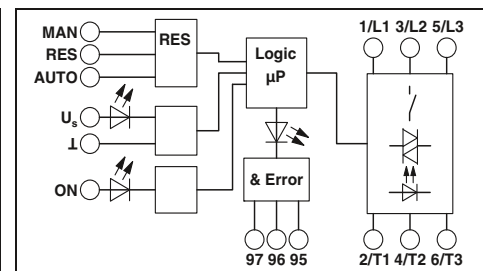 MAN
RES
AUTO
RES
Us
⊥
ON
Logic
µP
& Error
97 96 95
1/L1 3/L2 5/L3
2/T1 4/T2 6/T3